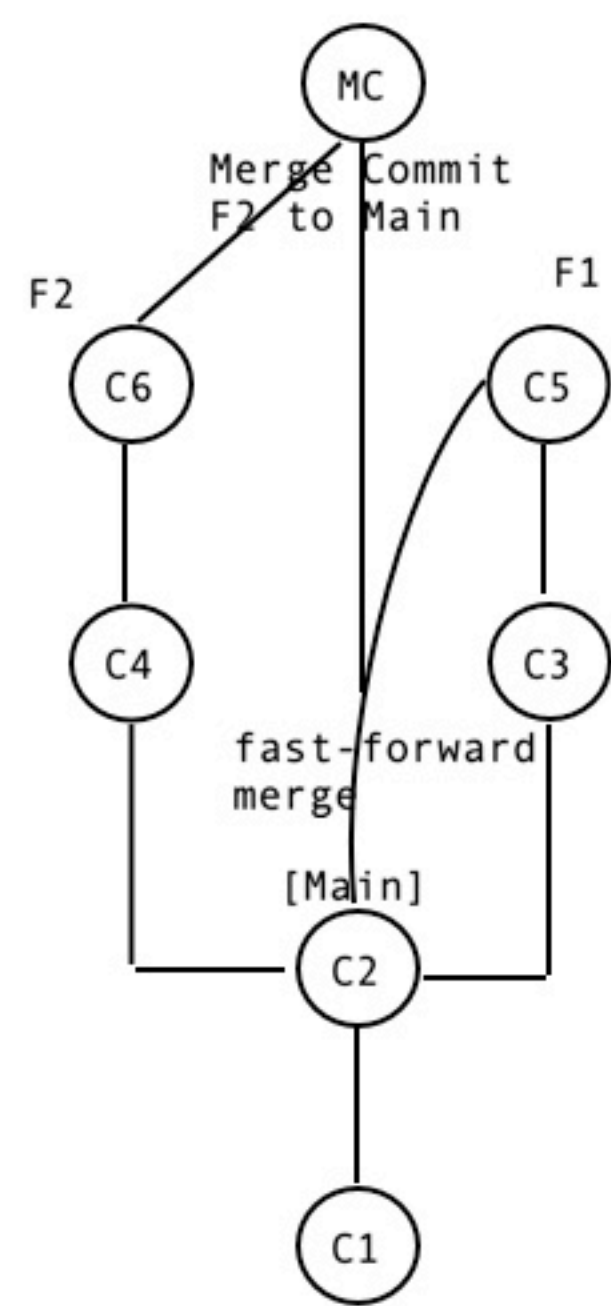 MC
Merge Commit
F2 to Main
F2
F1
C6
C5
C4
C3
fast-forward
merge
[Main]
C2
C1